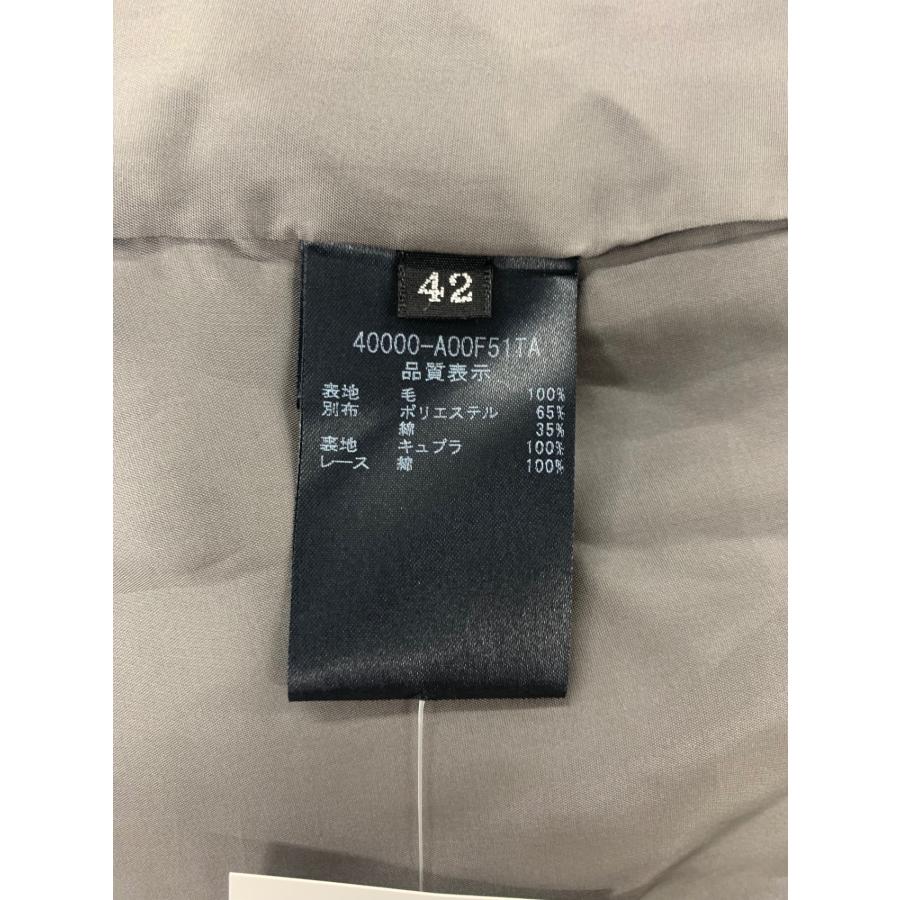 42
40000-A00F51TA
品質表示
表地 毛 100%
別布 ポリエステル 65%
綿 35%
裏地 キュプラ 100%
レース 綿 100%